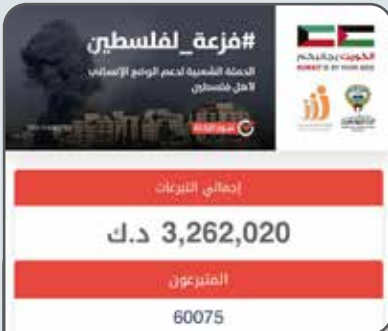 #فزعة_لفلسطين
الحملة الشعبية لدعم الوضع الإنساني
لأهل فلسطين
الكويت بجانبكم
KUWAIT IS BY YOUR SIDE
إجمالي التبرعات
3,262,020 د.ك
المتبرعون
60075